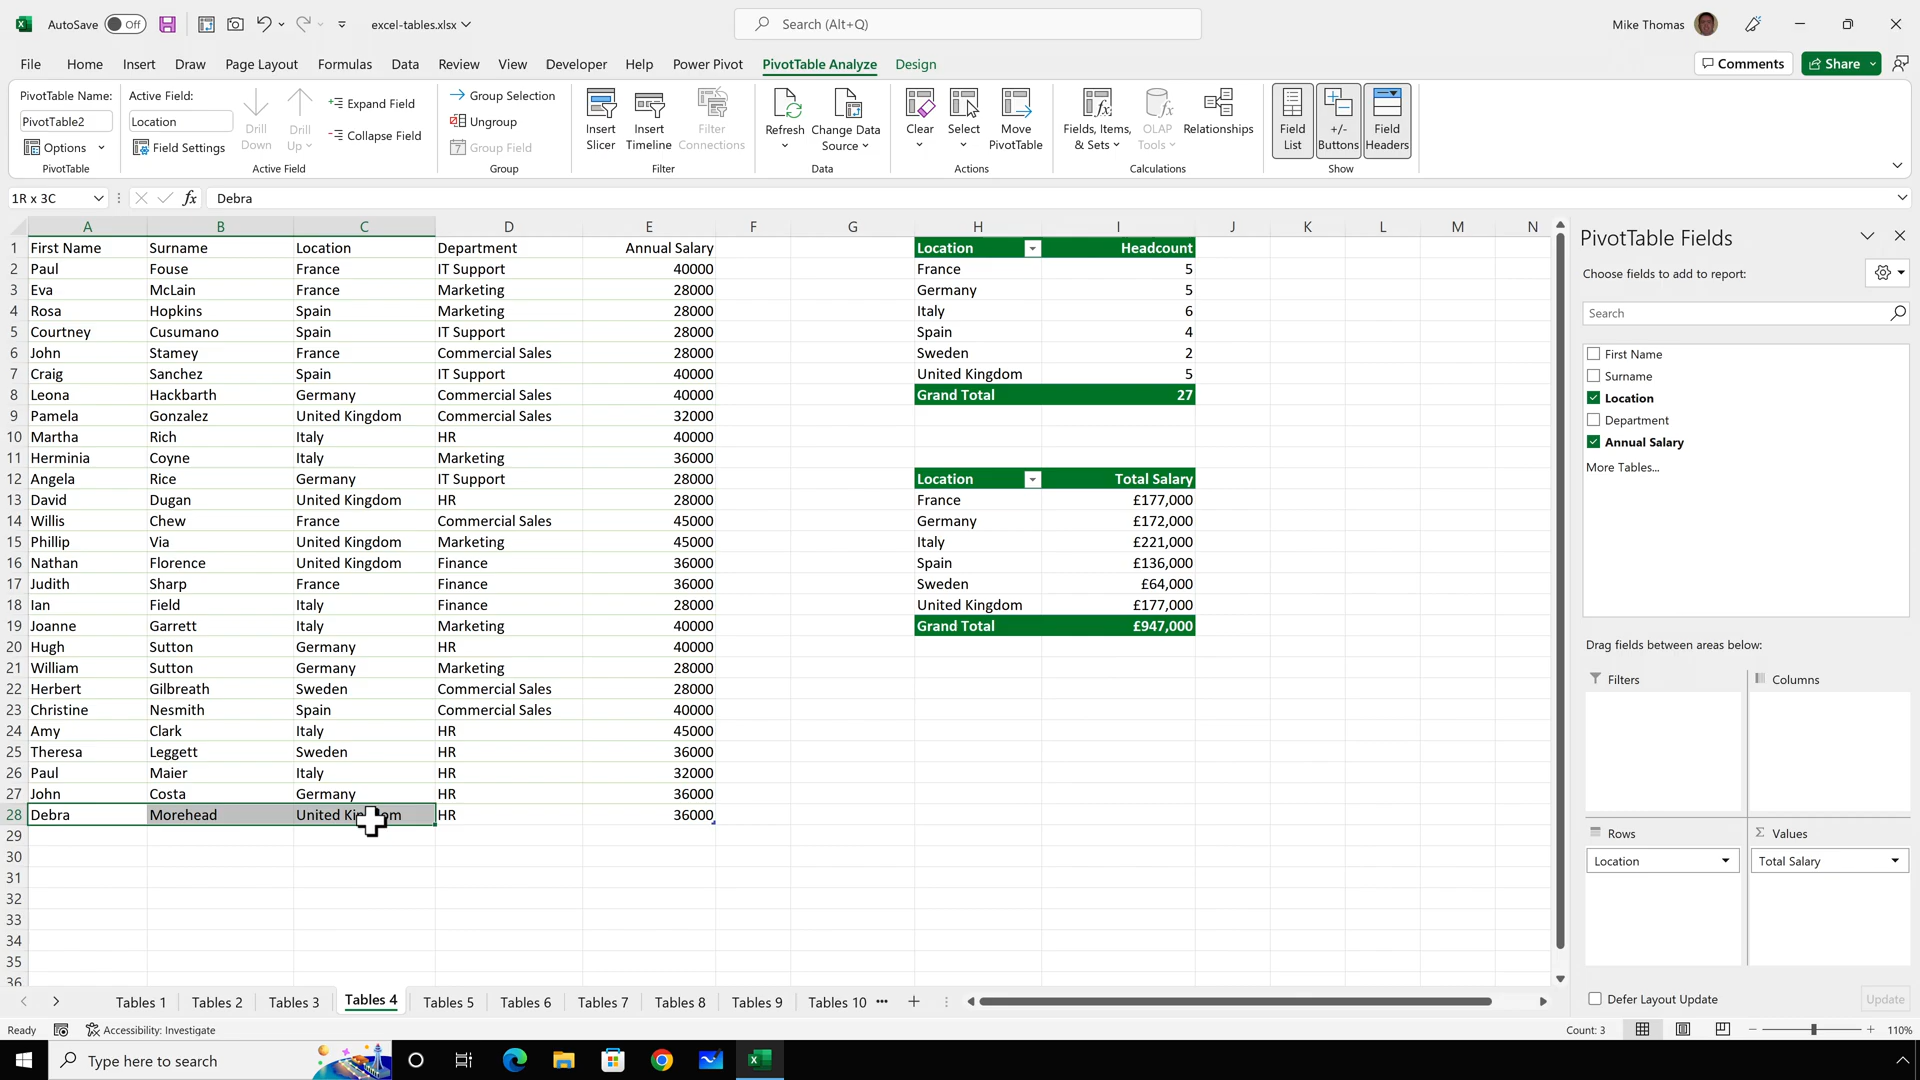 AutoSave Off excel-tables.xlsx Search (Alt+Q) Mike Thomas
File Home Insert Draw Page Layout Formulas Data Review View Developer Help Power Pivot PivotTable Analyze Design Comments Share
PivotTable Name:
PivotTable2
Options
PivotTable
Active Field:
Location
Field Settings
Drill Down
Drill Up
Expand Field
Collapse Field
Active Field
Group Selection
Ungroup
Group Field
Group
Insert Slicer
Insert Timeline
Filter Connections
Filter
Refresh
Change Data Source
Data
Clear
Select
Move PivotTable
Actions
Fields, Items, & Sets
OLAP Tools
Relationships
Calculations
Field List
+/- Buttons
Field Headers
Show
1R x 3C fx Debra
A B C D E F G H I J K L M N
1 First Name Surname Location Department Annual Salary Location Headcount
2 Paul Fouse France IT Support 40000 France 5
3 Eva McLain France Marketing 28000 Germany 5
4 Rosa Hopkins Spain Marketing 28000 Italy 6
5 Courtney Cusumano Spain IT Support 28000 Spain 4
6 John Stamey France Commercial Sales 28000 Sweden 2
7 Craig Sanchez Spain IT Support 40000 United Kingdom 5
8 Leona Hackbarth Germany Commercial Sales 40000 Grand Total 27
9 Pamela Gonzalez United Kingdom Commercial Sales 32000
10 Martha Rich Italy HR 40000
11 Herminia Coyne Italy Marketing 36000
12 Angela Rice Germany IT Support 28000 Location Total Salary
13 David Dugan United Kingdom HR 28000 France £177,000
14 Willis Chew France Commercial Sales 45000 Germany £172,000
15 Phillip Via United Kingdom Marketing 45000 Italy £221,000
16 Nathan Florence United Kingdom Finance 36000 Spain £136,000
17 Judith Sharp France Finance 36000 Sweden £64,000
18 Ian Field Italy Finance 28000 United Kingdom £177,000
19 Joanne Garrett Italy Marketing 40000 Grand Total £947,000
20 Hugh Sutton Germany HR 40000
21 William Sutton Germany Marketing 28000
22 Herbert Gilbreath Sweden Commercial Sales 28000
23 Christine Nesmith Spain Commercial Sales 40000
24 Amy Clark Italy HR 45000
25 Theresa Leggett Sweden HR 36000
26 Paul Maier Italy HR 32000
27 John Costa Germany HR 36000
28 Debra Morehead United Kingdom HR 36000
29
30
31
32
33
34
35
36
PivotTable Fields
Choose fields to add to report:
Search
First Name
Surname
Location
Department
Annual Salary
More Tables...
Drag fields between areas below:
Filters
Columns
Rows
Location
Values
Total Salary
Defer Layout Update Update
Tables 1 Tables 2 Tables 3 Tables 4 Tables 5 Tables 6 Tables 7 Tables 8 Tables 9 Tables 10 •••
Ready Accessibility: Investigate Count: 3 110%
Type here to search